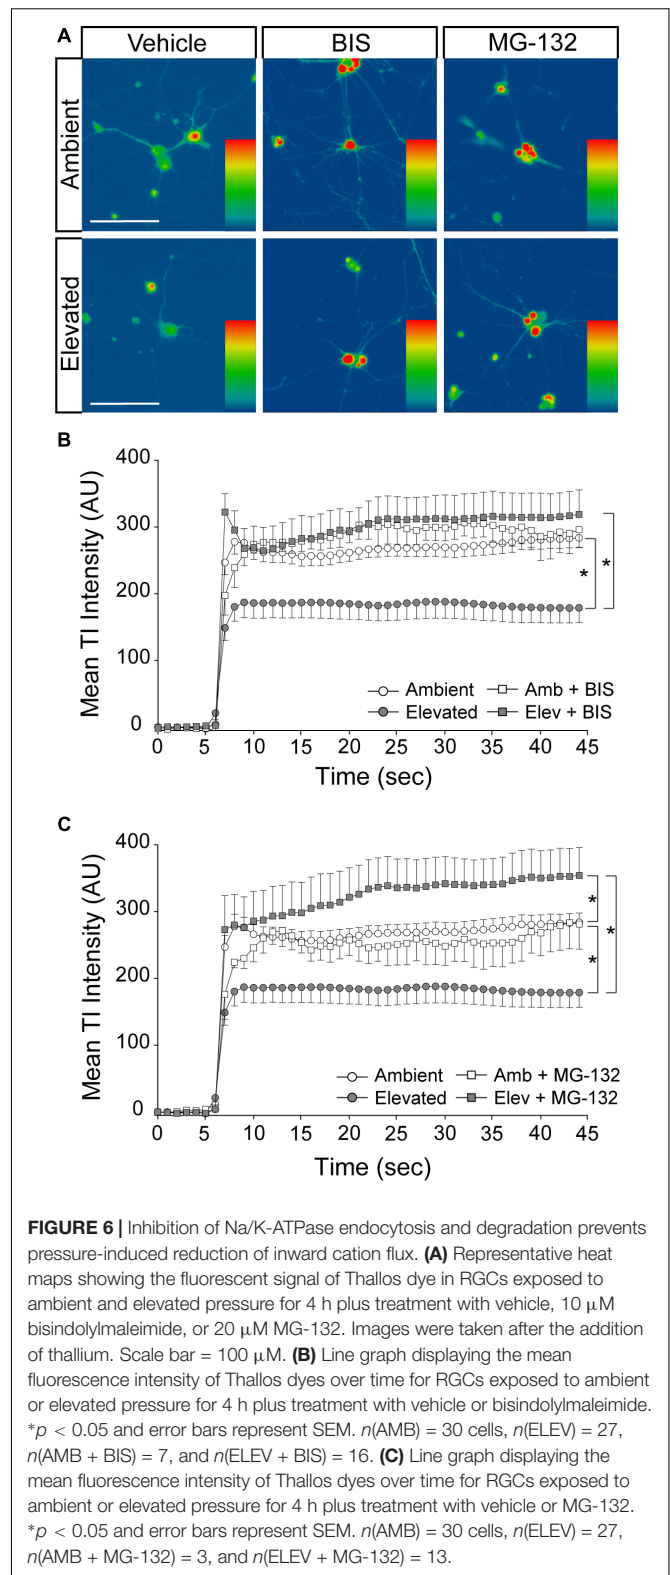 A
Vehicle
BIS
MG-132
Ambient
Elevated
B
400
300
200
100
0
Mean TI Intensity (AU)
0 5 10 15 20 25 30 35 40 45
Time (sec)
Ambient Amb + BIS
Elevated Elev + BIS
*
*
C
400
300
200
100
0
Mean TI Intensity (AU)
0 5 10 15 20 25 30 35 40 45
Time (sec)
Ambient Amb + MG-132
Elevated Elev + MG-132
*
*
*
FIGURE 6 | Inhibition of Na/K-ATPase endocytosis and degradation prevents
pressure-induced reduction of inward cation flux. (A) Representative heat
maps showing the fluorescent signal of Thallos dye in RGCs exposed to
ambient and elevated pressure for 4 h plus treatment with vehicle, 10 μM
bisindolylmaleimide, or 20 μM MG-132. Images were taken after the addition
of thallium. Scale bar = 100 μM. (B) Line graph displaying the mean
fluorescence intensity of Thallos dyes over time for RGCs exposed to ambient
or elevated pressure for 4 h plus treatment with vehicle or bisindolylmaleimide.
*p < 0.05 and error bars represent SEM. n(AMB) = 30 cells, n(ELEV) = 27,
n(AMB + BIS) = 7, and n(ELEV + BIS) = 16. (C) Line graph displaying the
mean fluorescence intensity of Thallos dyes over time for RGCs exposed to
ambient or elevated pressure for 4 h plus treatment with vehicle or MG-132.
*p < 0.05 and error bars represent SEM. n(AMB) = 30 cells, n(ELEV) = 27,
n(AMB + MG-132) = 3, and n(ELEV + MG-132) = 13.